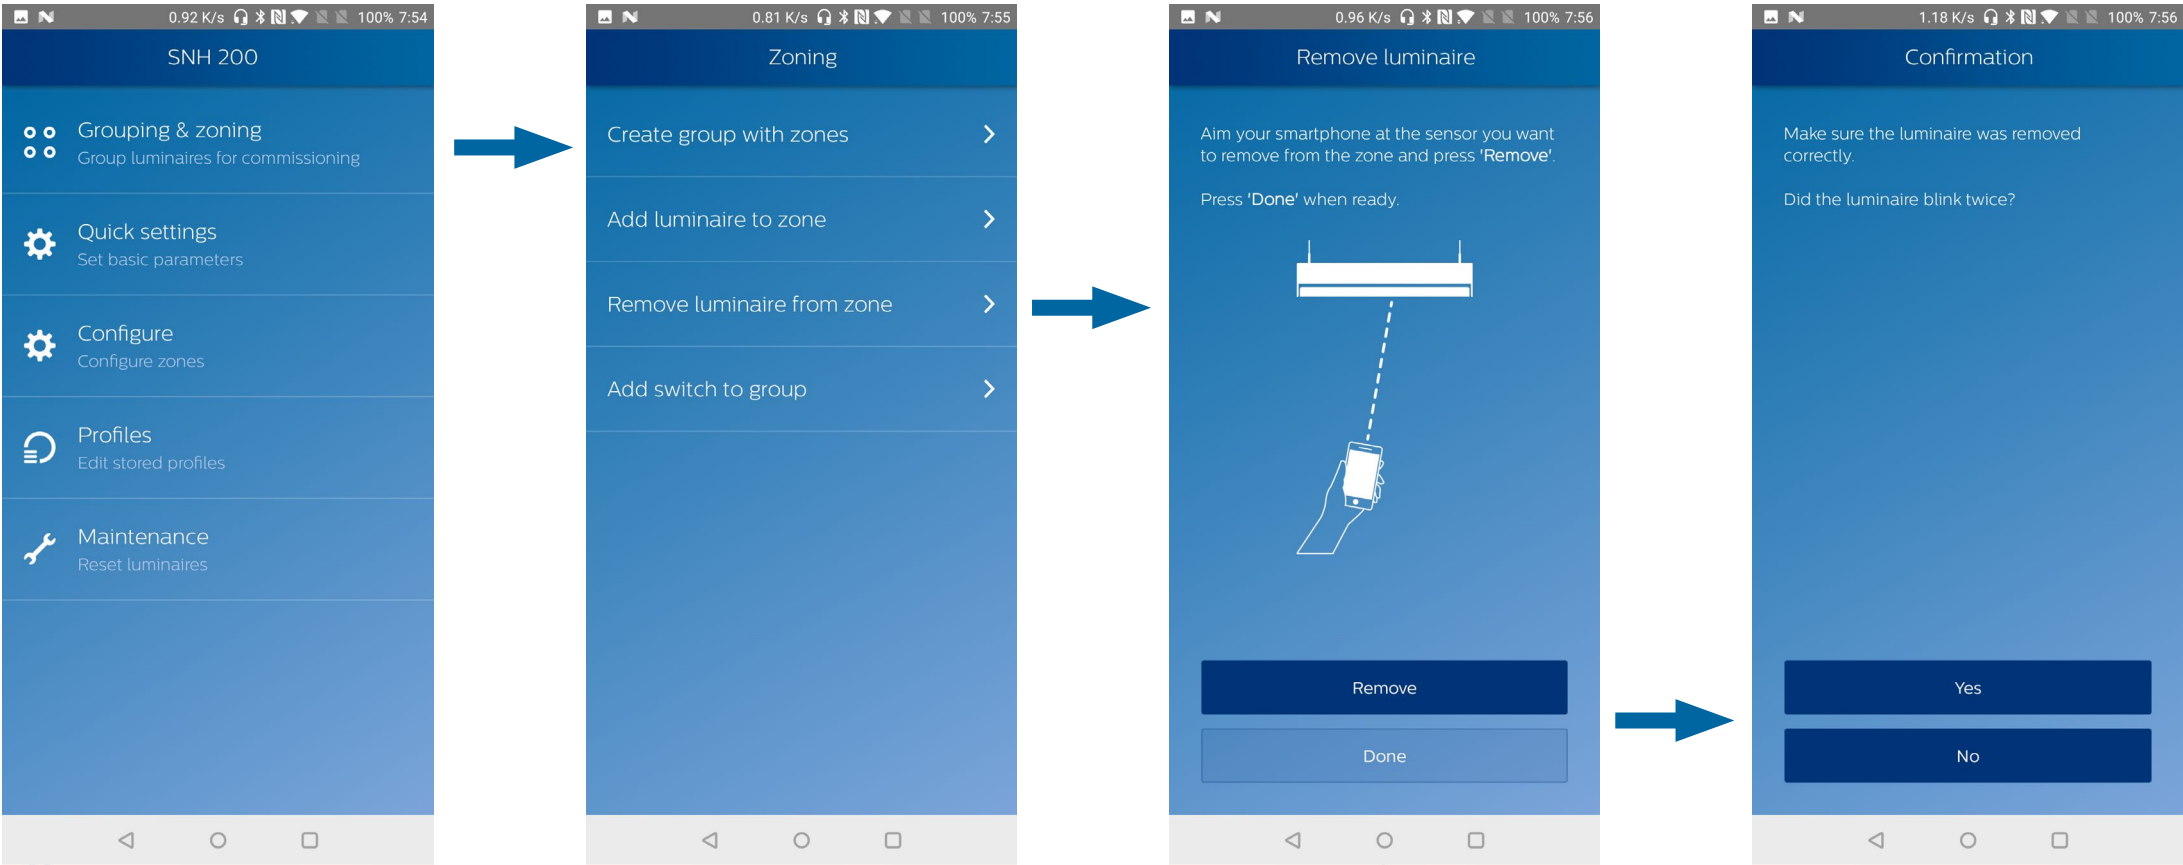 0.92 K/s 100% 7:54
SNH 200
Grouping & zoning
Group luminaires for commissioning
Quick settings
Set basic parameters
Configure
Configure zones
Profiles
Edit stored profiles
Maintenance
Reset luminaires
0.81 K/s 100% 7:55
Zoning
Create group with zones
Add luminaire to zone
Remove luminaire from zone
Add switch to group
0.96 K/s 100% 7:56
Remove luminaire
Aim your smartphone at the sensor you want
to remove from the zone and press 'Remove'.
Press 'Done' when ready.
Remove
Done
1.18 K/s 100% 7:56
Confirmation
Make sure the luminaire was removed
correctly.
Did the luminaire blink twice?
Yes
No